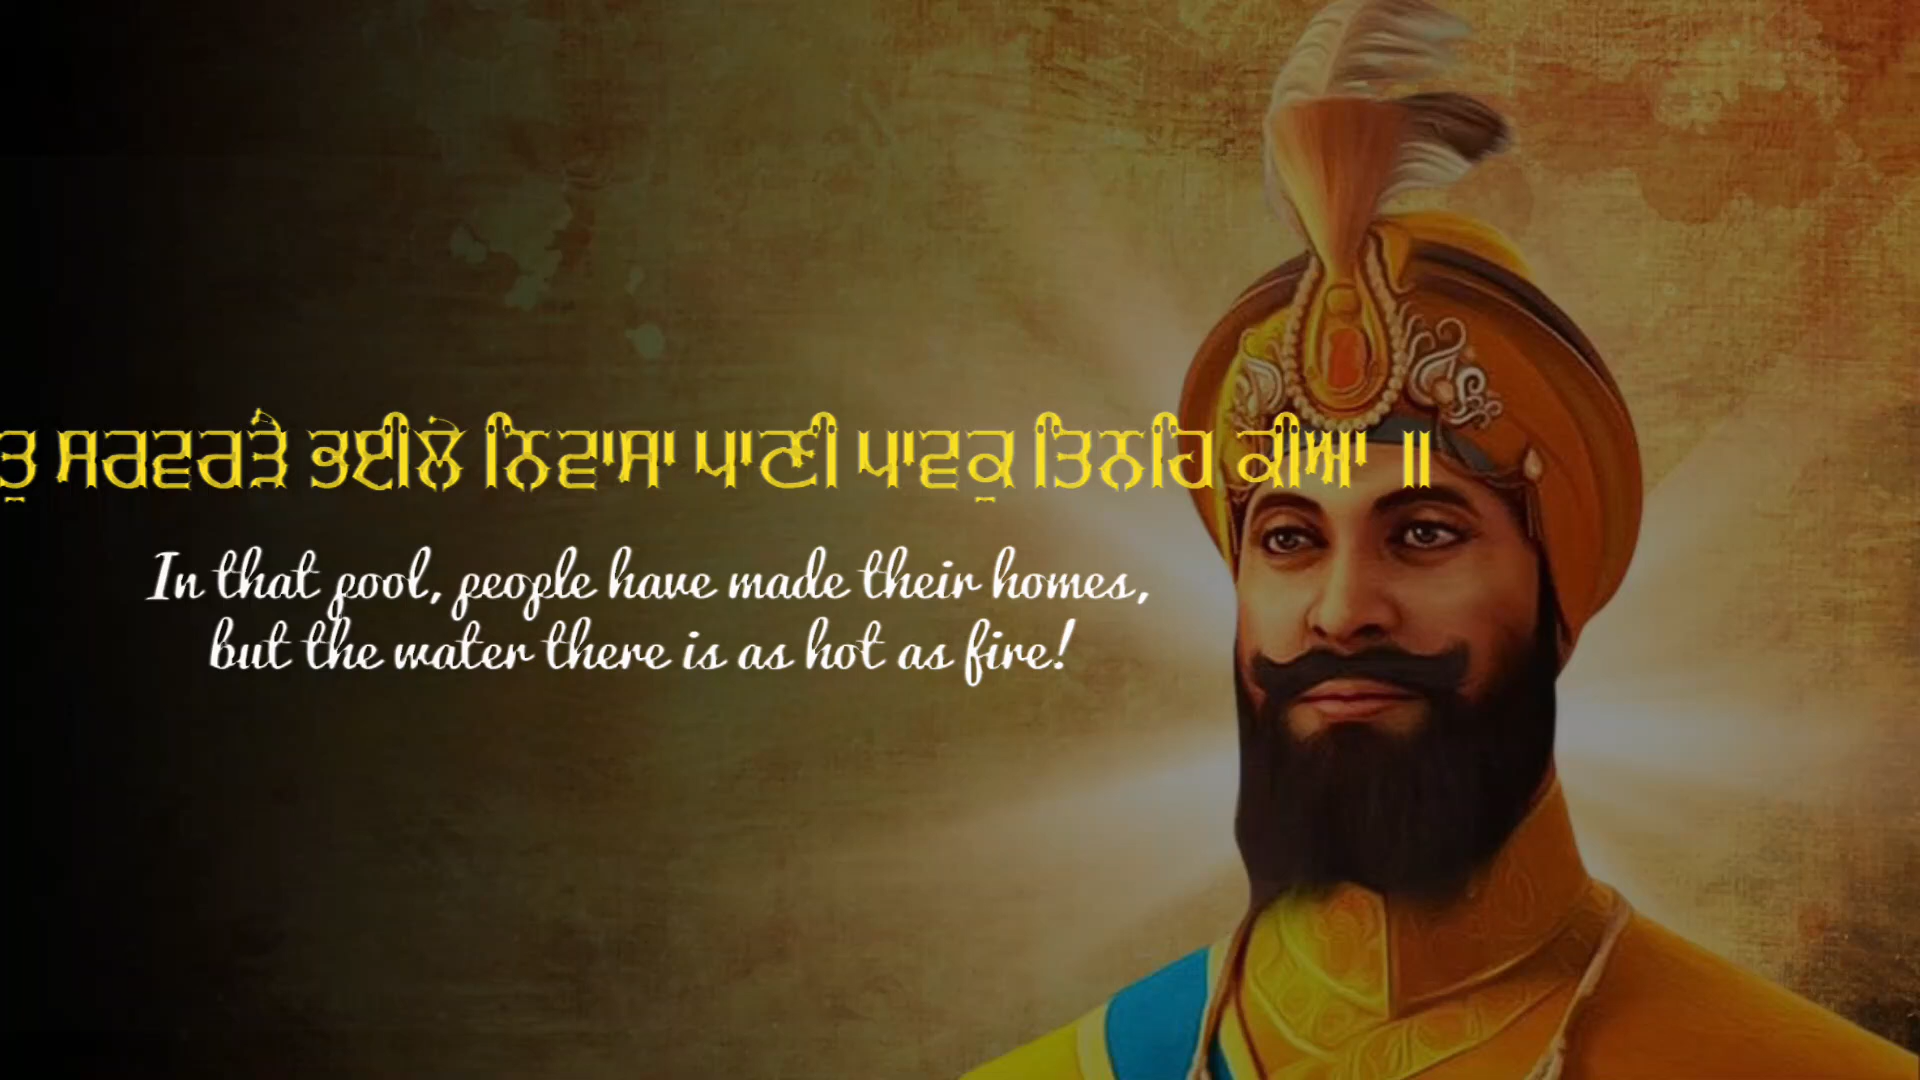 ਤੁ ਸਰਵਰੜੈ ਭਈਲੇ ਨਿਵਾਸਾ ਪਾਣੀ ਪਾਵਕੁ ਤਿਨਹਿ ਕੀਆ ॥
In that pool, people have made their homes,
but the water there is as hot as fire!